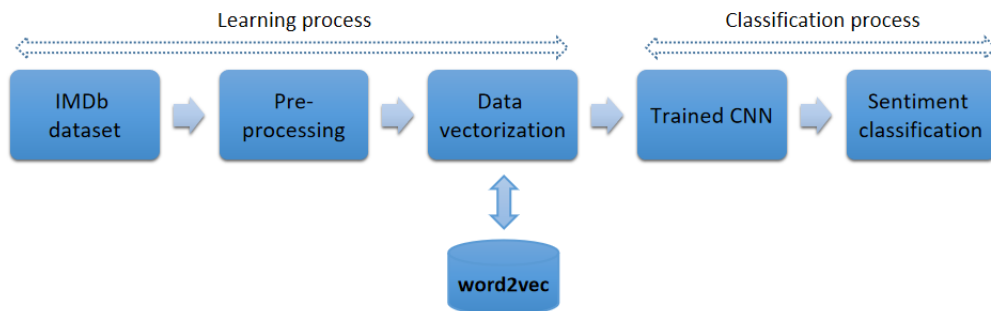 Learning process
Classification process
IMDb
dataset
Pre-
processing
Data
vectorization
Trained CNN
Sentiment
classification
word2vec